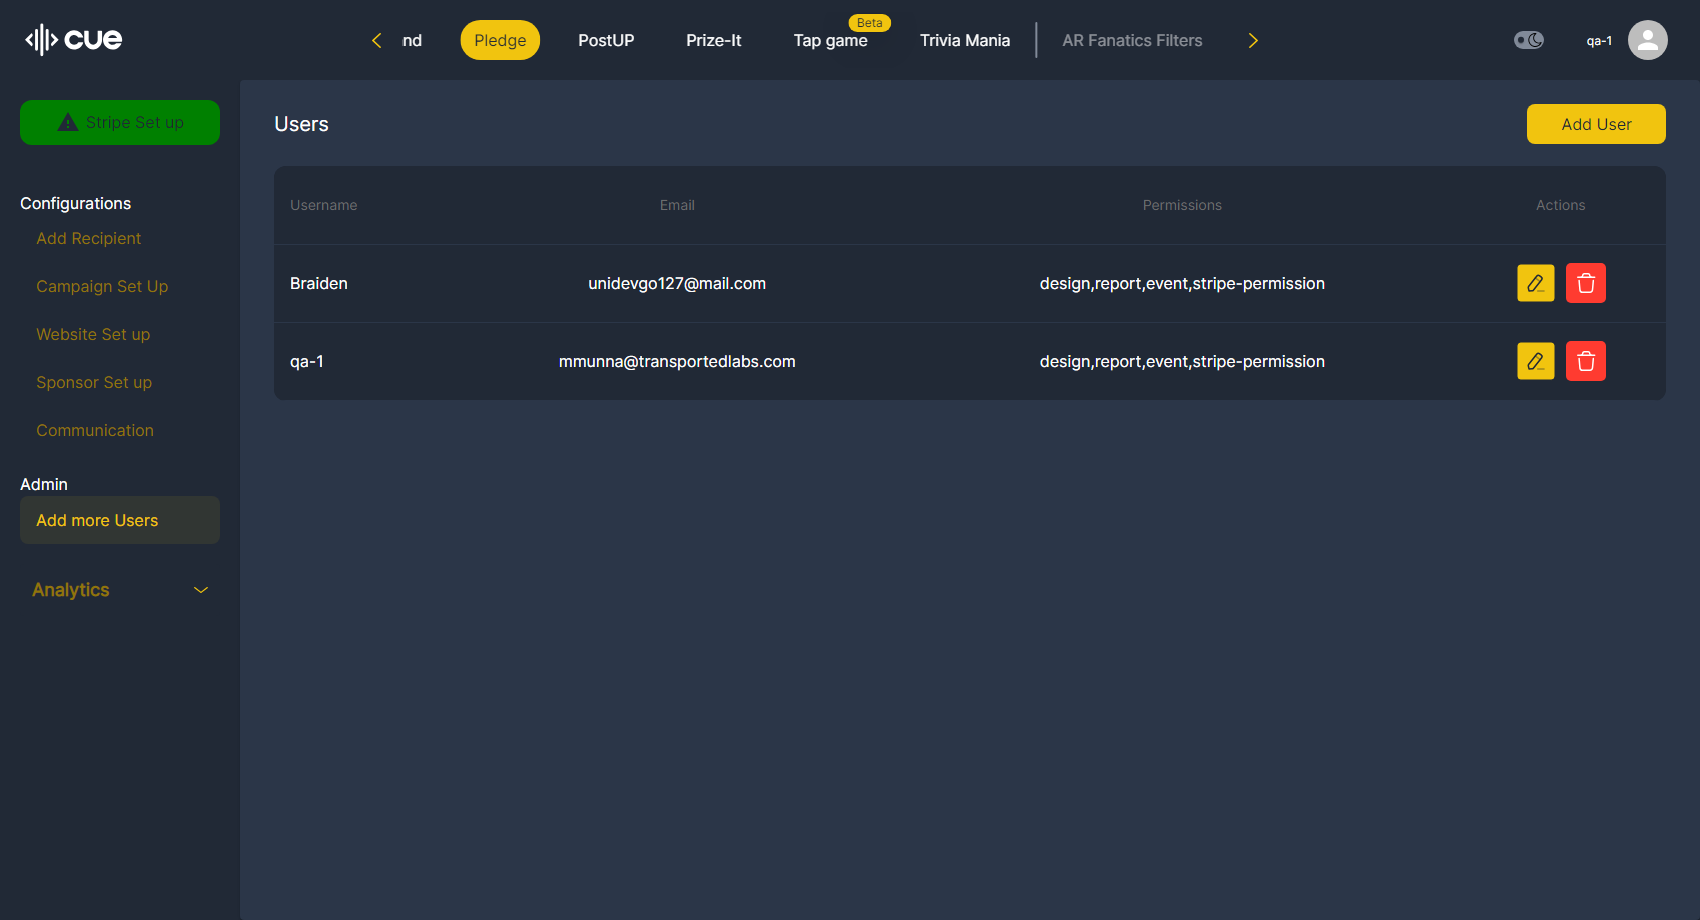 cue
nd
Pledge
PostUP
Prize-It
Tap game
Beta
Trivia Mania
AR Fanatics Filters
qa-1
Stripe Set up
Configurations
Add Recipient
Campaign Set Up
Website Set up
Sponsor Set up
Communication
Admin
Add more Users
Analytics
Users
Add User
Username Email Permissions Actions
Braiden unidevgo127@mail.com design,report,event,stripe-permission
qa-1 mmunna@transportedlabs.com design,report,event,stripe-permission